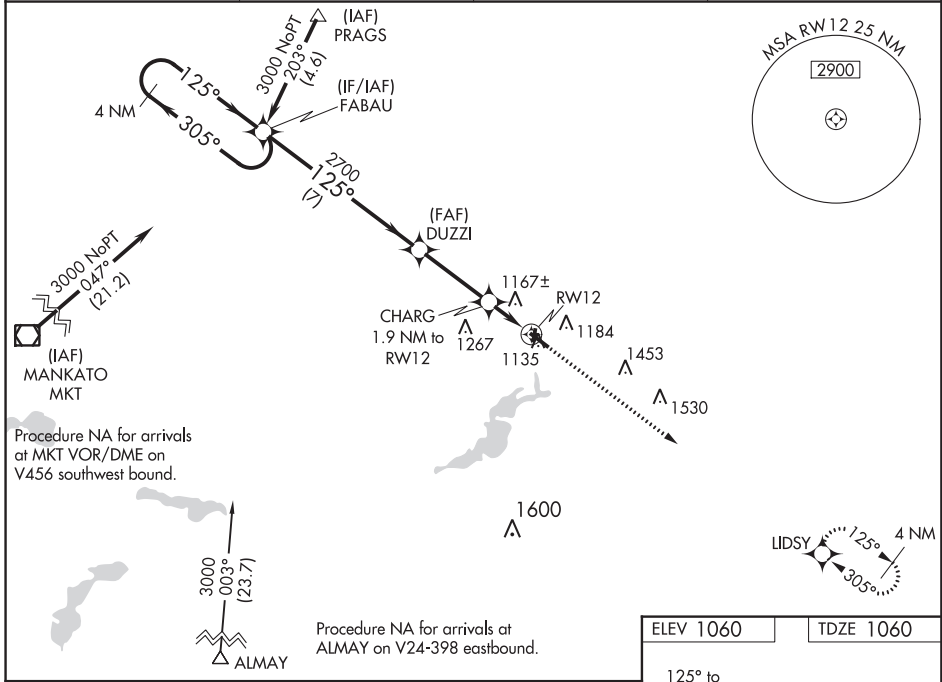 (IAF)
PRAGS
3000 NoPT
203°
(4.6)
MSA RW12 25 NM
2900
125°
4 NM
305°
(IF/IAF)
FABAU
2700
125°
(7)
(FAF)
DUZZI
3000 NoPT
047°
(21.2)
1167±
RW12
CHARG
1.9 NM to
RW12
1267
1184
1135
1453
1530
(IAF)
MANKATO
MKT
Procedure NA for arrivals
at MKT VOR/DME on
V456 southwest bound.
1600
LIDSY
125°
4 NM
305°
3000
003°
(23.7)
ALMAY
Procedure NA for arrivals at
ALMAY on V24-398 eastbound.
ELEV 1060
TDZE 1060
125° to